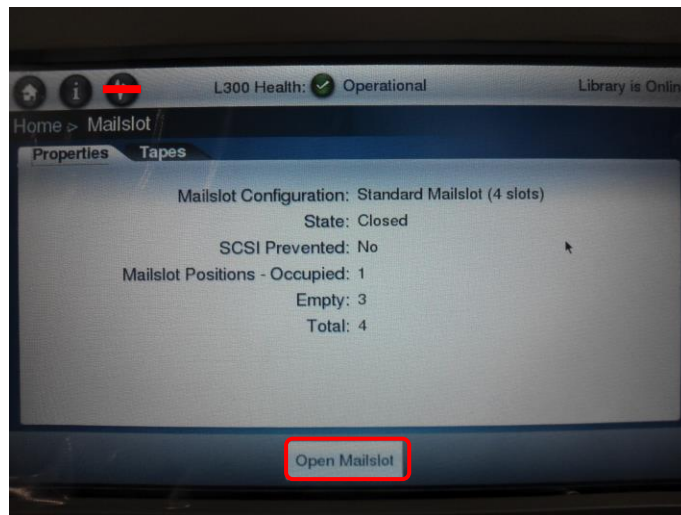 i L300 Health: Operational Library is Onlin
Home > Mailslot
Properties Tapes
Mailslot Configuration: Standard Mailslot (4 slots)
State: Closed
SCSI Prevented: No
Mailslot Positions - Occupied: 1
Empty: 3
Total: 4
Open Mailslot